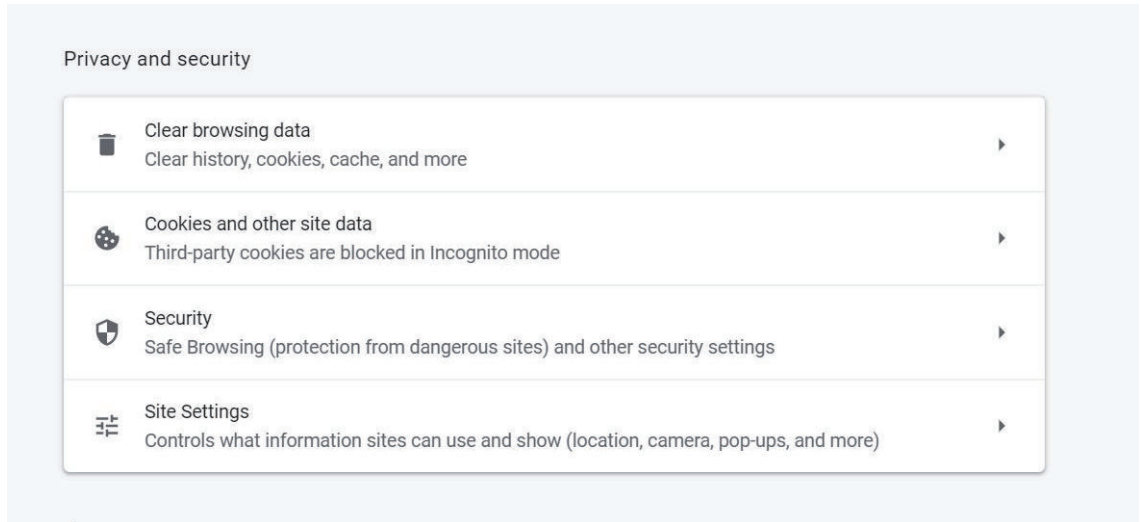 Privacy and security
Clear browsing data
Clear history, cookies, cache, and more
Cookies and other site data
Third-party cookies are blocked in Incognito mode
Security
Safe Browsing (protection from dangerous sites) and other security settings
Site Settings
Controls what information sites can use and show (location, camera, pop-ups, and more)